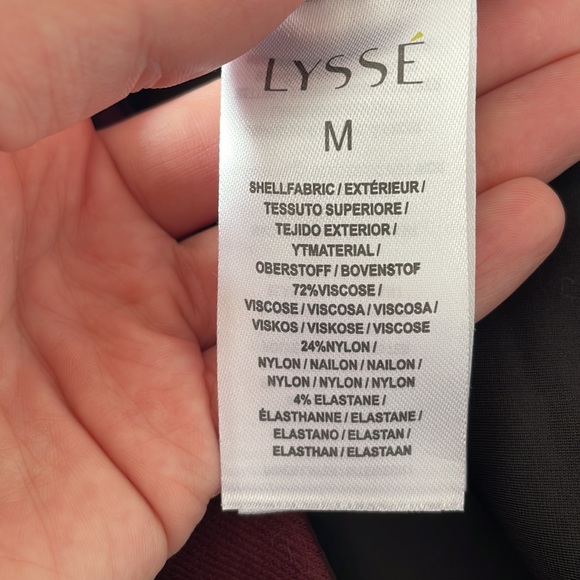 LYSSÉ
M
SHELLFABRIC / EXTÉRIEUR /
TESSUTO SUPERIORE /
TEJIDO EXTERIOR /
YTMATERIAL /
OBERSTOFF / BOVENSTOF
72%VISCOSE /
VISCOSE / VISCOSA / VISCOSA /
VISKOS / VISKOSE / VISCOSE
24%NYLON /
NYLON / NAILON / NAILON /
NYLON / NYLON / NYLON
4% ELASTANE /
ÉLASTHANNE / ELASTANE /
ELASTANO / ELASTAN /
ELASTHAN / ELASTAAN